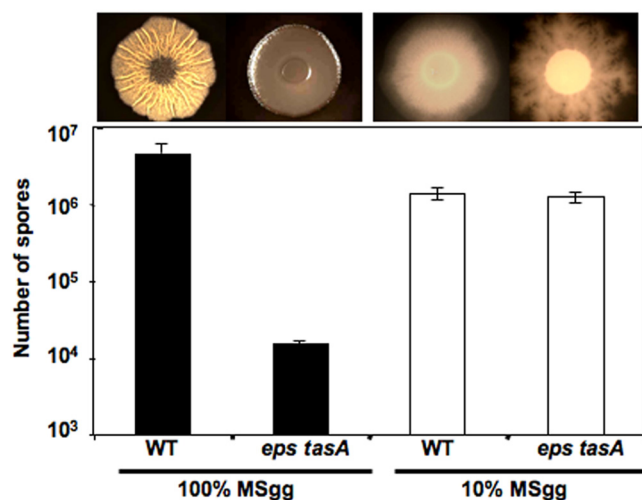 Number of spores
10⁷
10⁶
10⁵
10⁴
10³
WT
eps tasA
WT
eps tasA
100% MSgg
10% MSgg